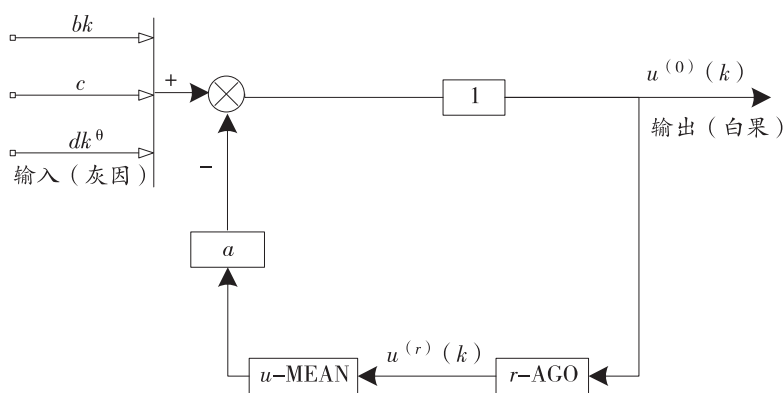 bk
c
dk^θ
输入（灰因）
+
−
1
u^(0)(k)
输出（白果）
a
u-MEAN
u^(r)(k)
r-AGO